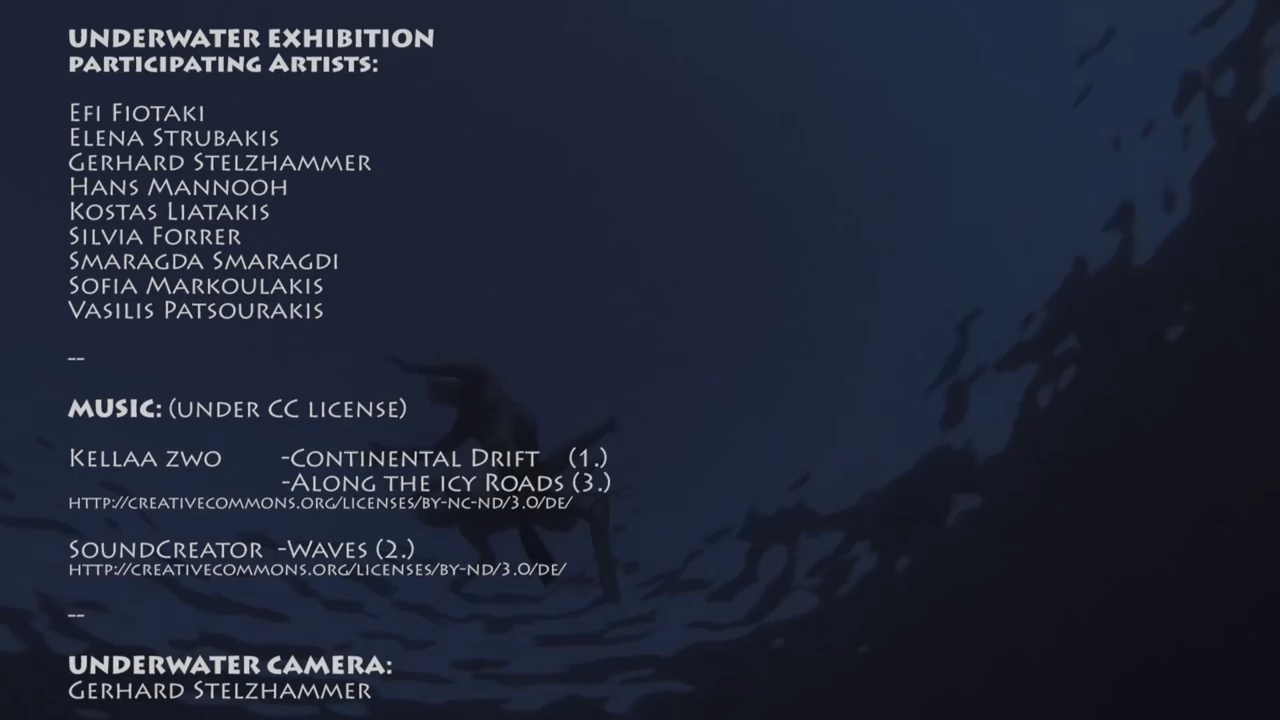 UNDERWATER EXHIBITION
PARTICIPATING ARTISTS:
EFI FIOTAKI
ELENA STRUBAKIS
GERHARD STELZHAMMER
HANS MANNOOH
KOSTAS LIATAKIS
SILVIA FORRER
SMARAGDA SMARAGDI
SOFIA MARKOULAKIS
VASILIS PATSOURAKIS
--
MUSIC: (UNDER CC LICENSE)
KELLAA ZWO -CONTINENTAL DRIFT (1.)
-ALONG THE ICY ROADS (3.)
HTTP://CREATIVECOMMONS.ORG/LICENSES/BY-NC-ND/3.0/DE/
SOUNDCREATOR -WAVES (2.)
HTTP://CREATIVECOMMONS.ORG/LICENSES/BY-ND/3.0/DE/
--
UNDERWATER CAMERA:
GERHARD STELZHAMMER